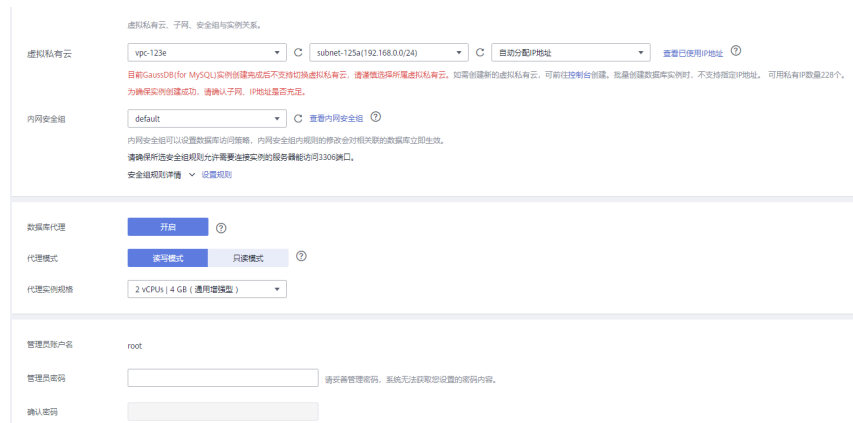 虚拟私有云、子网、安全组与实例关系。
虚拟私有云 vpc-123e subnet-125a(192.168.0.0/24) 自动分配IP地址 查看已使用IP地址 ?
目前GaussDB(for MySQL)实例创建完成后不支持切换虚拟私有云，请谨慎选择所属虚拟私有云。如需创建新的虚拟私有云，可前往控制台创建。批量创建数据库实例时，不支持指定IP地址。 可用私有IP数量228个。
为确保实例创建成功，请确认子网、IP地址是否充足。
内网安全组 default 查看内网安全组 ?
内网安全组可以设置数据库访问策略，内网安全组内规则的修改会对相关联的数据库立即生效。
请确保所选安全组规则允许需要连接实例的服务器能访问3306端口。
安全组规则详情 设置规则
数据库代理 开启 ?
代理模式 读写模式 只读模式 ?
代理实例规格 2 vCPUs | 4 GB（通用增强型）
管理员账户名 root
管理员密码 请妥善管理密码，系统无法获取您设置的密码内容。
确认密码